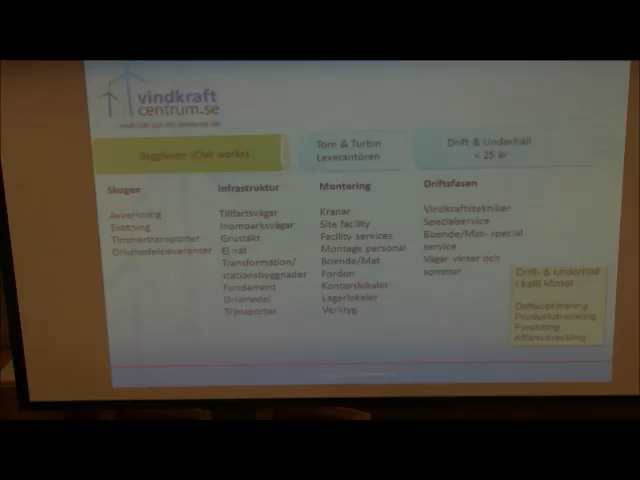 vindkraft
centrum.se
Byggfasen (Civil works)
Torn & Turbin
Leverantören
Drift & Underhåll
< 25 år
Skogen
Avverkning
Skotning
Timmertransporter
Drivmedelsleveranser
Infrastruktur
Tillfartsvägar
Inomparksvägar
Grustäkt
El nät
Transformation/
stationsbyggnader
Fundament
Drivmedel
Transporter
Montering
Kranar
Site facility
Facility services
Montage personal
Boende/Mat
Fordon
Kontorslokaler
Lagerlokaler
Verktyg
Driftsfasen
Vindkraftstekniker
Specialservice
Boende/Mat- special
service
Vägar vinter och
sommar
Drift- & underhåll
i kallt klimat
Driftoptimering
Produktutveckling
Forskning
Affärsutveckling